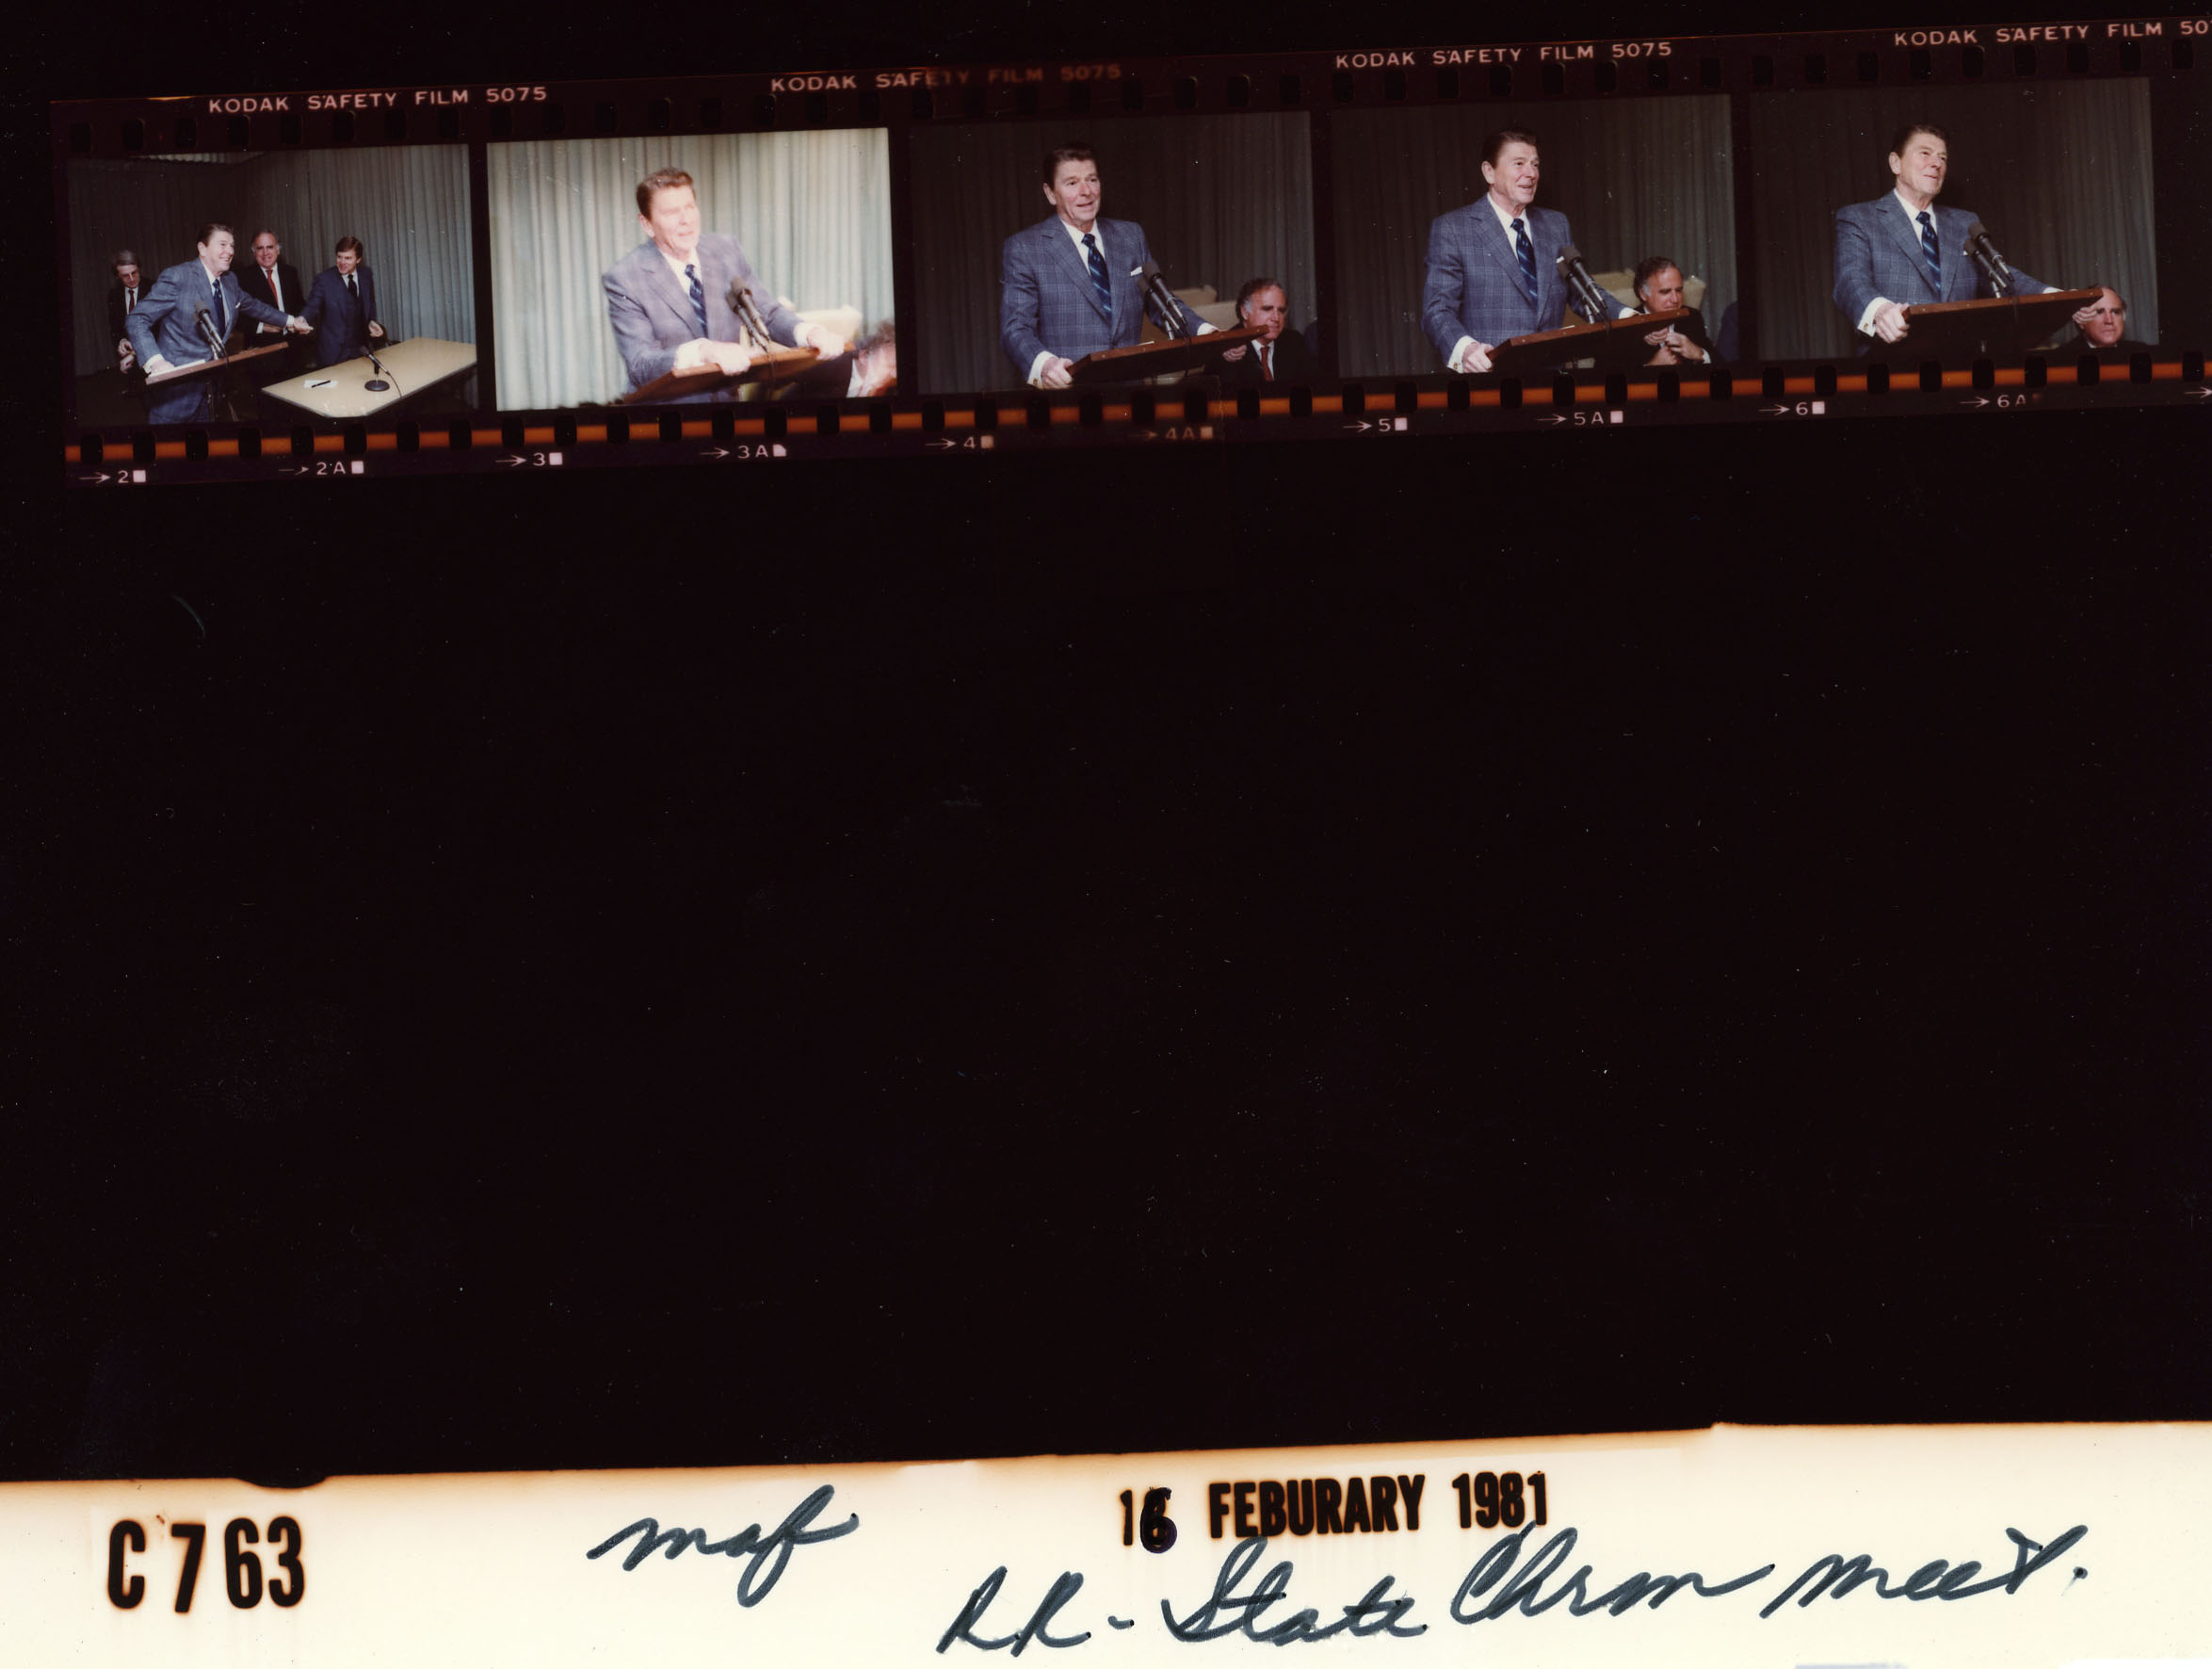 KODAK SAFETY FILM 5075
KODAK SAFETY FILM 5075
KODAK SAFETY FILM 5075
KODAK SAFETY FILM 50
→2 →2A →3 →3A →4 →4A →5 →5A →6 →6A
C763
maf
16 FEBURARY 1981
RR - State Chrm meet.